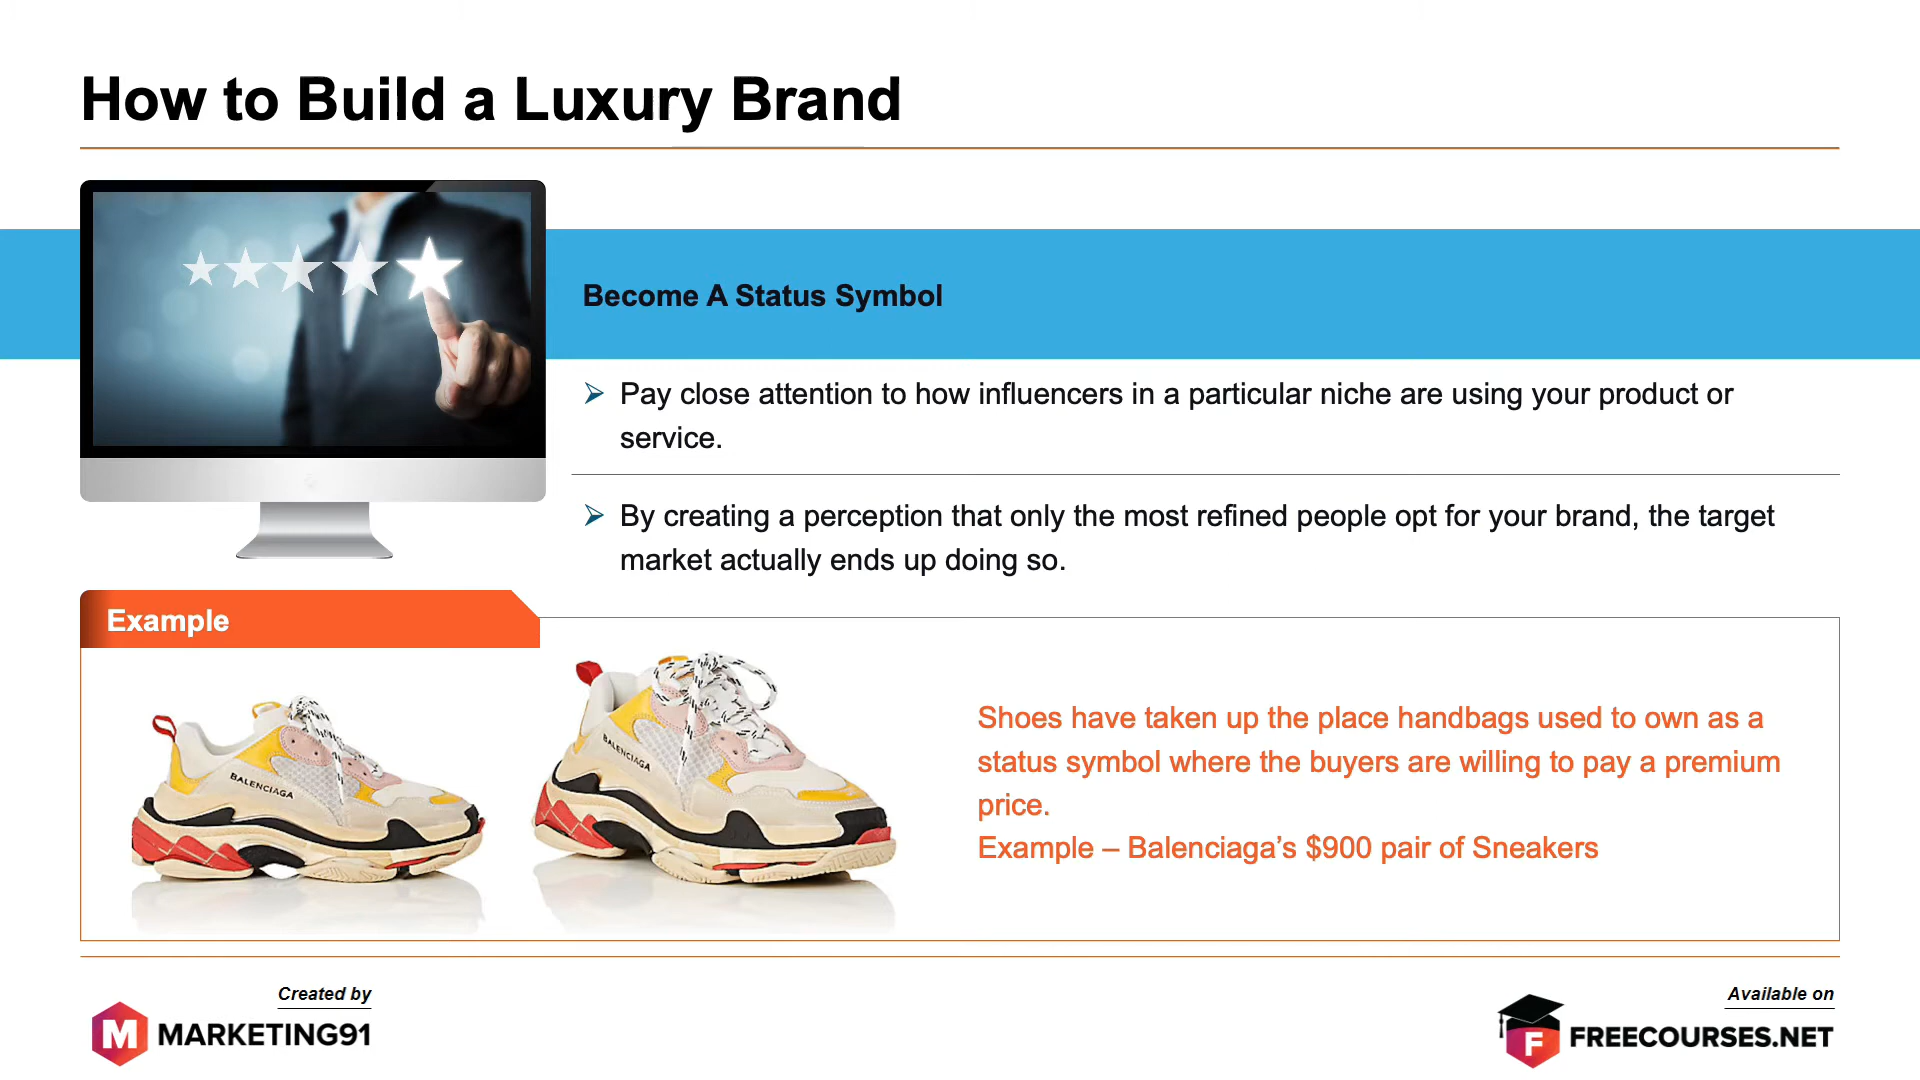 How to Build a Luxury Brand
Become A Status Symbol
Pay close attention to how influencers in a particular niche are using your product or
service.
By creating a perception that only the most refined people opt for your brand, the target
market actually ends up doing so.
Example
BALENCIAGA
BALENCIAGA
Shoes have taken up the place handbags used to own as a
status symbol where the buyers are willing to pay a premium
price.
Example – Balenciaga’s $900 pair of Sneakers
Created by
M MARKETING91
Available on
F FREECOURSES.NET